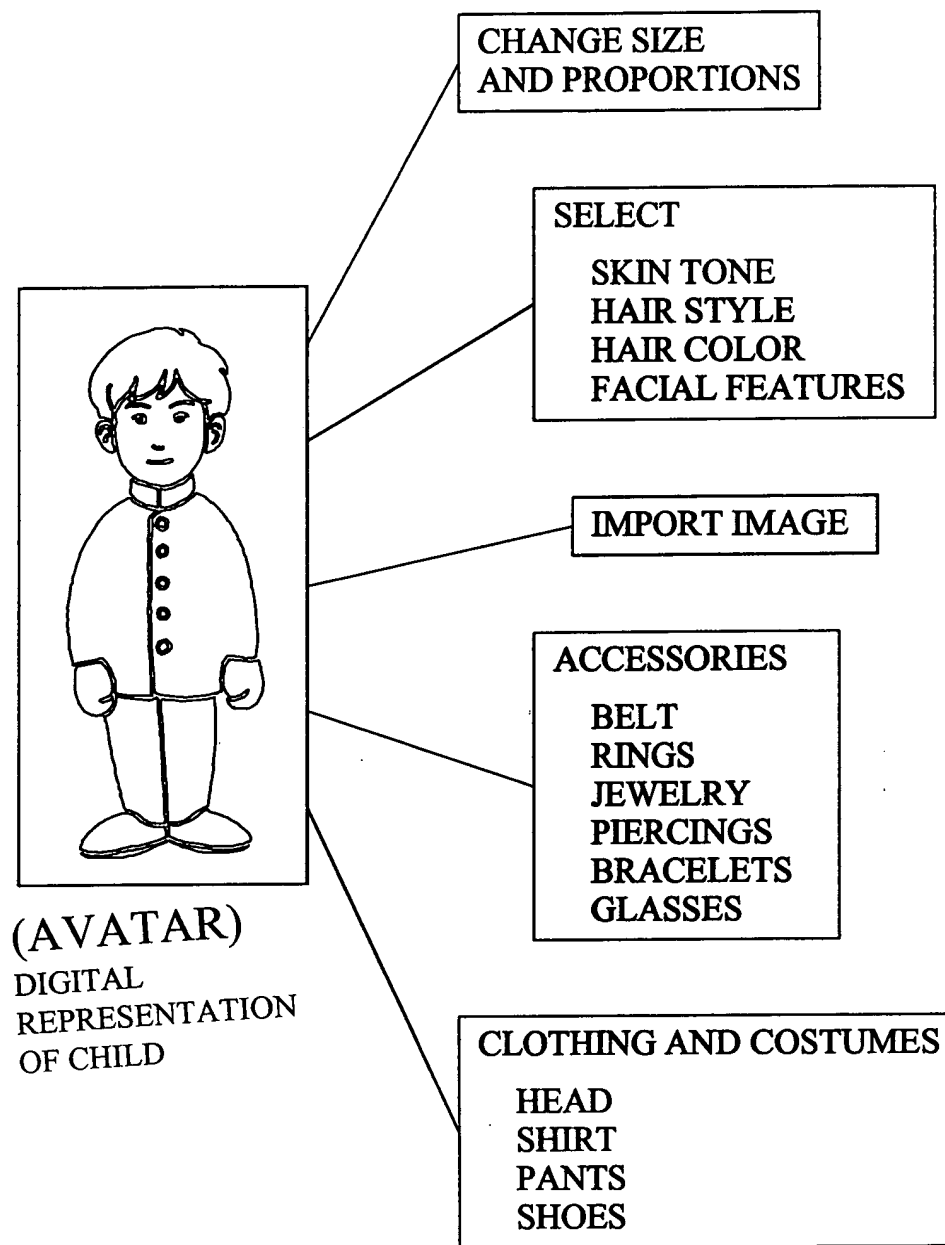 CHANGE SIZE
AND PROPORTIONS
SELECT
SKIN TONE
HAIR STYLE
HAIR COLOR
FACIAL FEATURES
IMPORT IMAGE
ACCESSORIES
BELT
RINGS
JEWELRY
PIERCINGS
BRACELETS
GLASSES
(AVATAR)
DIGITAL
REPRESENTATION
OF CHILD
CLOTHING AND COSTUMES
HEAD
SHIRT
PANTS
SHOES